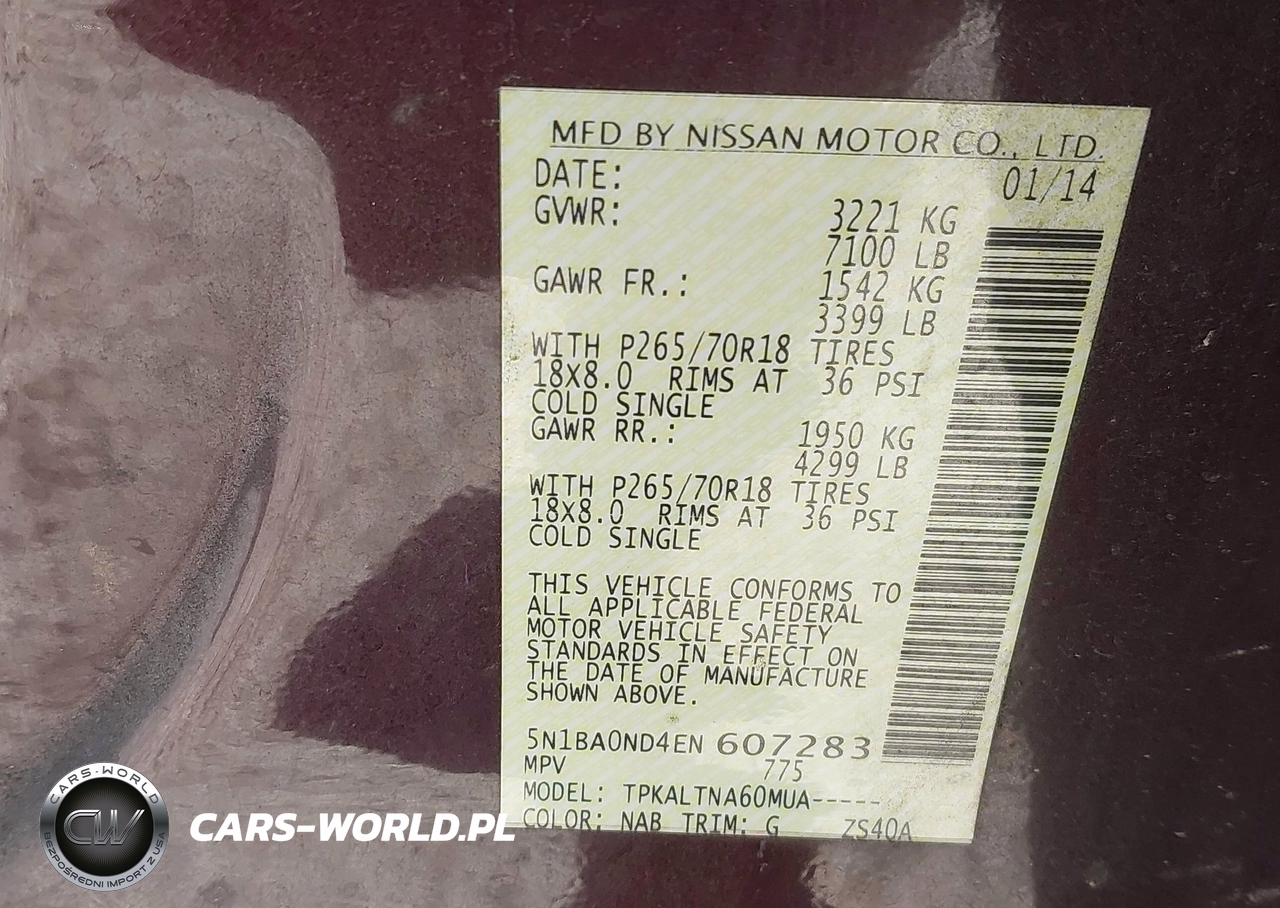 MFD BY NISSAN MOTOR CO., LTD.
DATE: 01/14
GVWR: 3221 KG
7100 LB
GAWR FR.: 1542 KG
3399 LB
WITH P265/70R18 TIRES
18X8.0 RIMS AT 36 PSI
COLD SINGLE
GAWR RR.: 1950 KG
4299 LB
WITH P265/70R18 TIRES
18X8.0 RIMS AT 36 PSI
COLD SINGLE
THIS VEHICLE CONFORMS TO
ALL APPLICABLE FEDERAL
MOTOR VEHICLE SAFETY
STANDARDS IN EFFECT ON
THE DATE OF MANUFACTURE
SHOWN ABOVE.
5N1BA0ND4EN 607283
MPV 775
MODEL: TPKALTNA60MUA-----
COLOR: NAB TRIM: G ZS40A
CARS-WORLD
CW
BEZPOŚREDNI IMPORT Z USA
CARS-WORLD.PL